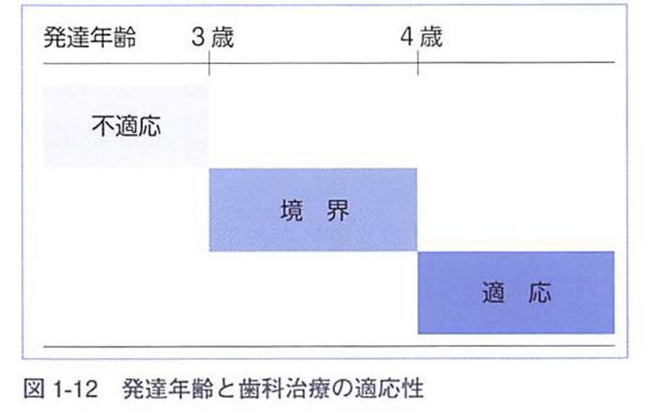 発達年齢 3歳 4歳
不適応
境 界
適 応
図 1-12 発達年齢と歯科治療の適応性